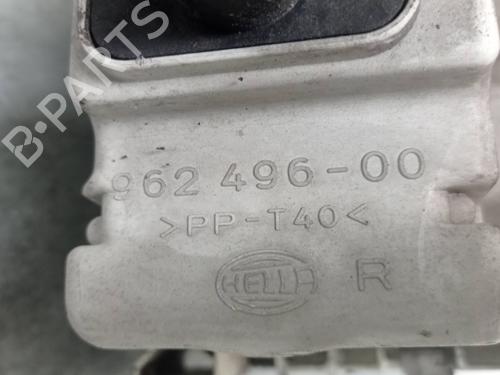 B-PARTS
962 496-00
>PP-T40<
HELLA R